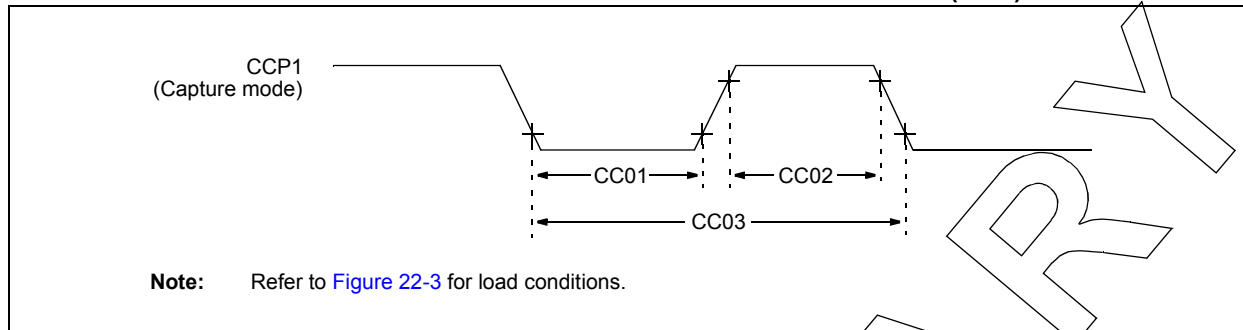 CCP1
(Capture mode)
CC01
CC02
CC03
Note: Refer to Figure 22-3 for load conditions.
R Y